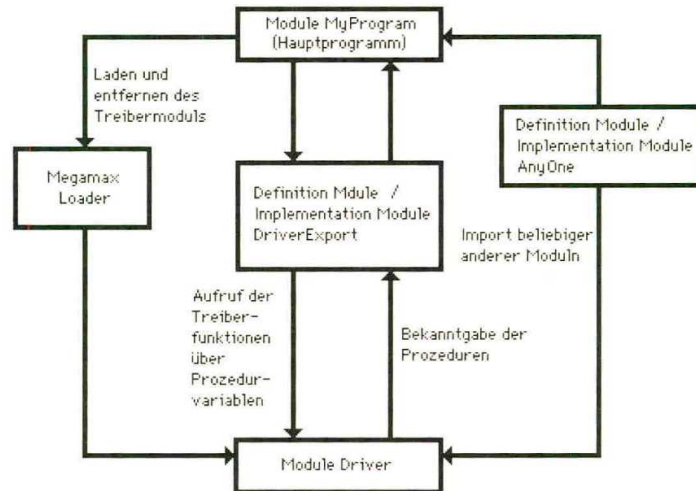 Module MyProgram
(Hauptprogramm)
Laden und
entfernen des
Treibermoduls
Megamax
Loader
Definition Mdule /
Implementation Module
DriverExport
Definition Module /
Implementation Module
AnyOne
Import beliebiger
anderer Moduln
Aufruf der
Treiber-
funktionen
über
Prozedur-
variablen
Bekanntgabe der
Prozeduren
Module Driver